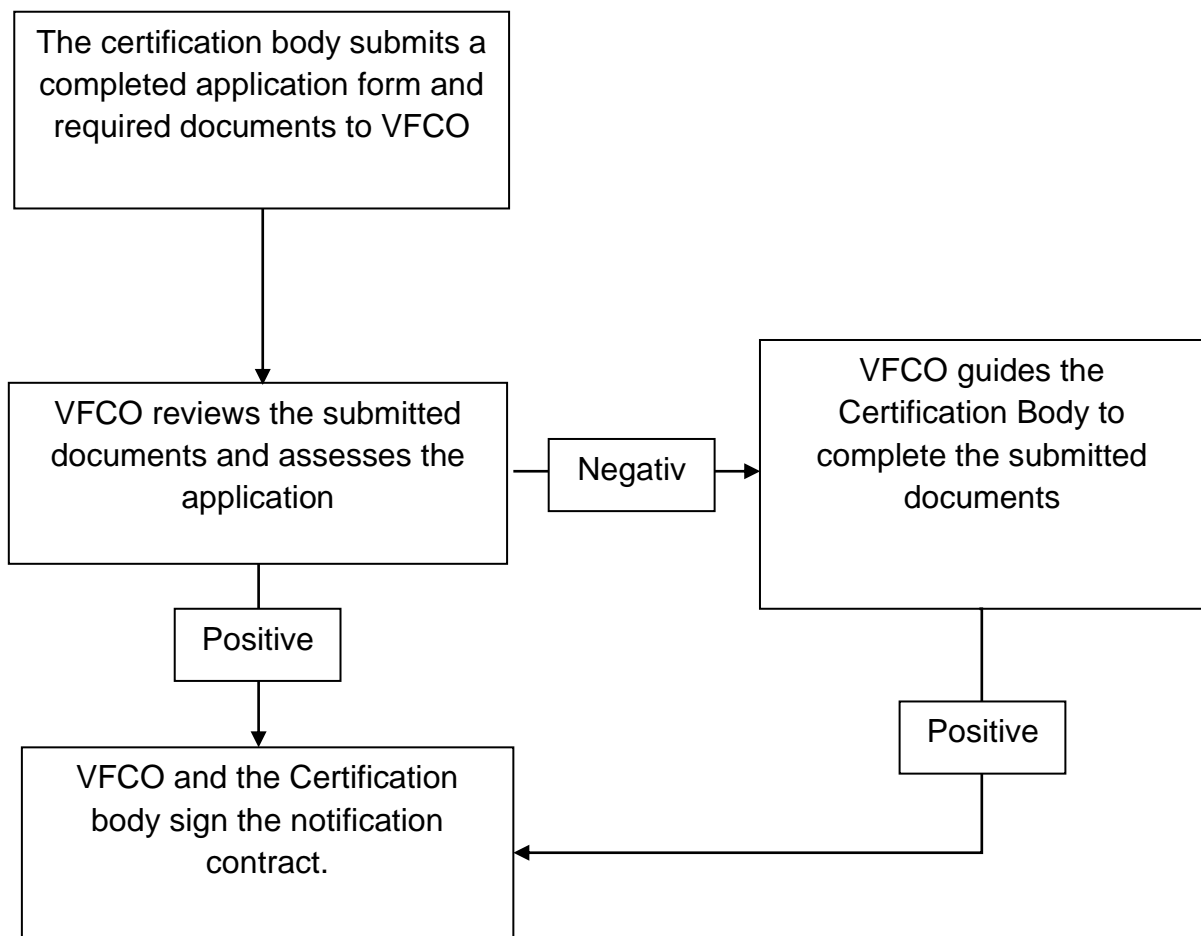 The certification body submits a
completed application form and
required documents to VFCO
VFCO reviews the submitted
documents and assesses the
application
Negativ
VFCO guides the
Certification Body to
complete the submitted
documents
Positive
Positive
VFCO and the Certification
body sign the notification
contract.